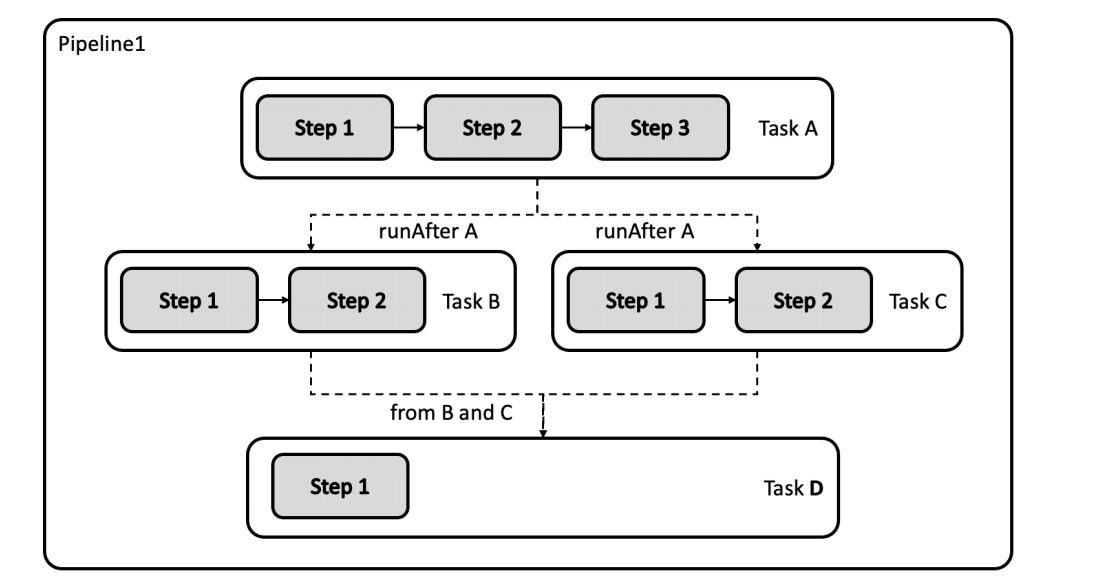 Pipeline1
Step 1 Step 2 Step 3 Task A
runAfter A runAfter A
Step 1 Step 2 Task B Step 1 Step 2 Task C
from B and C
Step 1 Task D